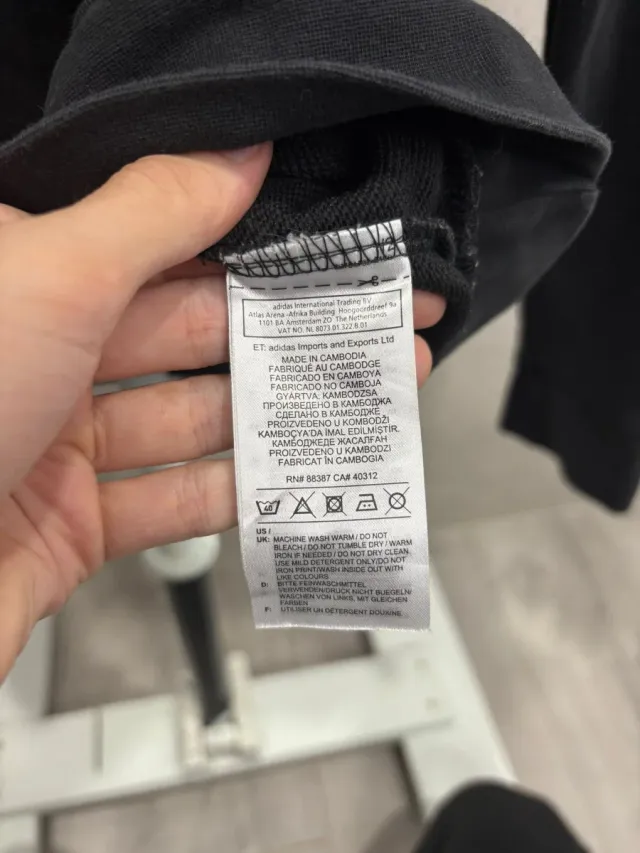 adidas International Trading BV
Atlas Arena -Afrika Building Hoogoorddreef 9a
1101 BA Amsterdam ZO The Netherlands
VAT NO. NL 8073.01.322.B.01
ET: adidas Imports and Exports Ltd
MADE IN CAMBODIA
FABRIQUÉ AU CAMBODGE
FABRICADO EN CAMBOYA
FABRICADO NO CAMBOJA
GYÁRTVA: KAMBODZSA
ПРОИЗВЕДЕНО В КАМБОДЖА
СДЕЛАНО В КАМБОДЖЕ
PROIZVEDENO U KOMBODŽI
KAMBOÇYA'DA İMAL EDİLMİŞTİR.
КАМБОДЖЕДЕ ЖАСАЛҒАН
PROIZVEDENO U KAMBODZI
FABRICAT ÎN CAMBOGIA
RN# 88387 CA# 40312
40
US /
UK: MACHINE WASH WARM / DO NOT
BLEACH / DO NOT TUMBLE DRY / WARM
IRON IF NEEDED / DO NOT DRY CLEAN.
USE MILD DETERGENT ONLY/DO NOT
IRON PRINT/WASH INSIDE OUT WITH
LIKE COLOURS
D: BITTE FEINWASCHMITTEL
VERWENDEN/DRUCK NICHT BUEGELN/
WASCHEN VON LINKS, MIT GLEICHEN
FARBEN
F: UTILISER UN DÉTERGENT DOUX/NE